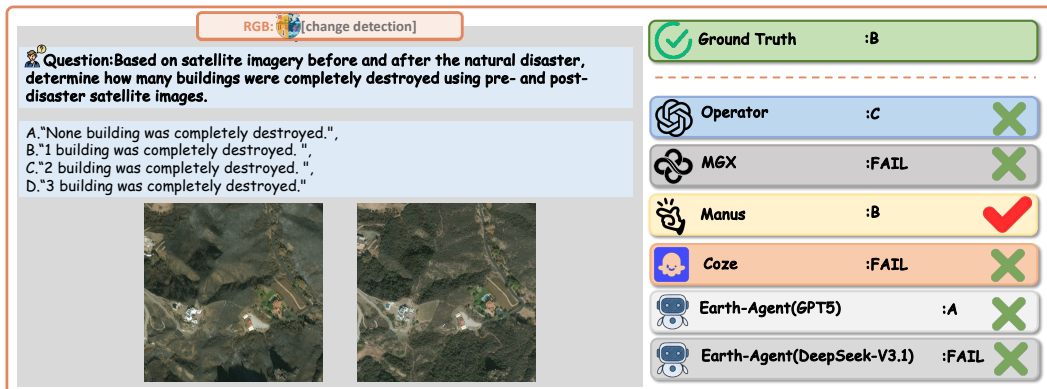 RGB: [change detection]
Question:Based on satellite imagery before and after the natural disaster,
determine how many buildings were completely destroyed using pre- and post-
disaster satellite images.
A.“None building was completely destroyed.",
B.“1 building was completely destroyed. ",
C.“2 building was completely destroyed. ",
D.“3 building was completely destroyed."
Ground Truth :B
Operator :C
MGX :FAIL
Manus :B
Coze :FAIL
Earth-Agent(GPT5) :A
Earth-Agent(DeepSeek-V3.1) :FAIL